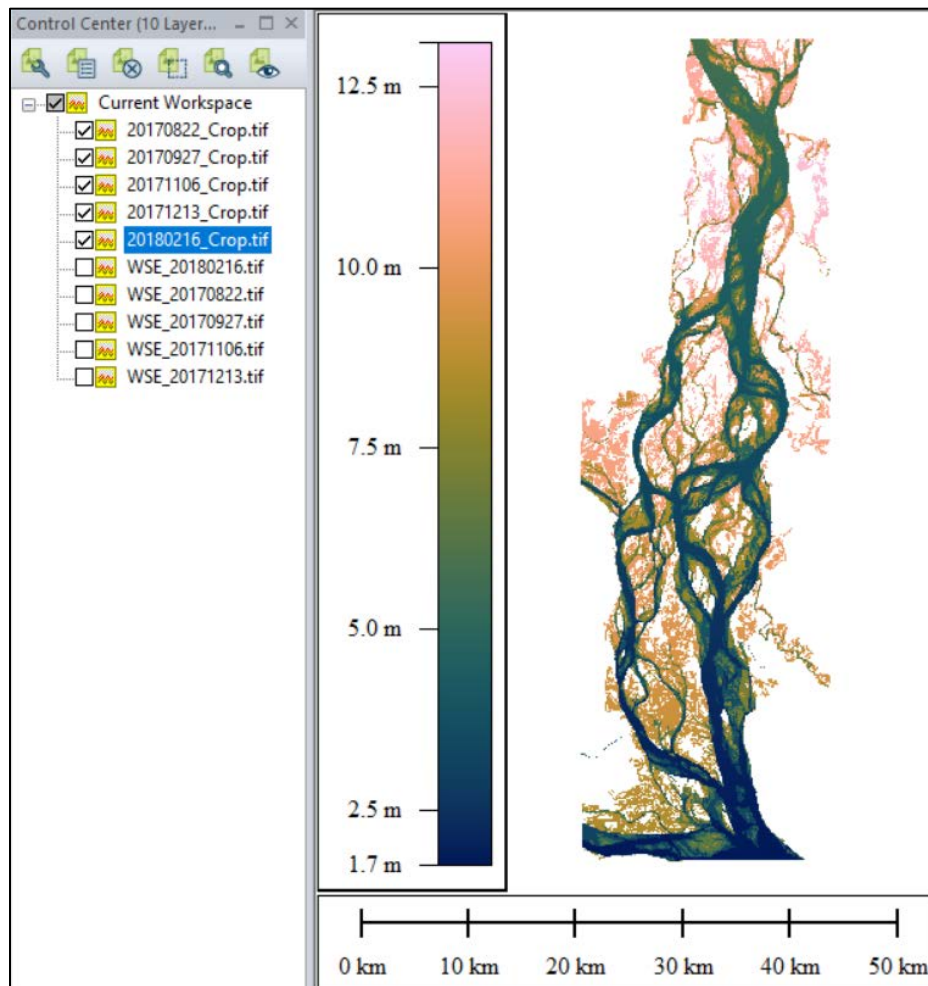 Control Center (10 Layer...
Current Workspace
20170822_Crop.tif
20170927_Crop.tif
20171106_Crop.tif
20171213_Crop.tif
20180216_Crop.tif
WSE_20180216.tif
WSE_20170822.tif
WSE_20170927.tif
WSE_20171106.tif
WSE_20171213.tif
12.5 m
10.0 m
7.5 m
5.0 m
2.5 m
1.7 m
0 km 10 km 20 km 30 km 40 km 50 km